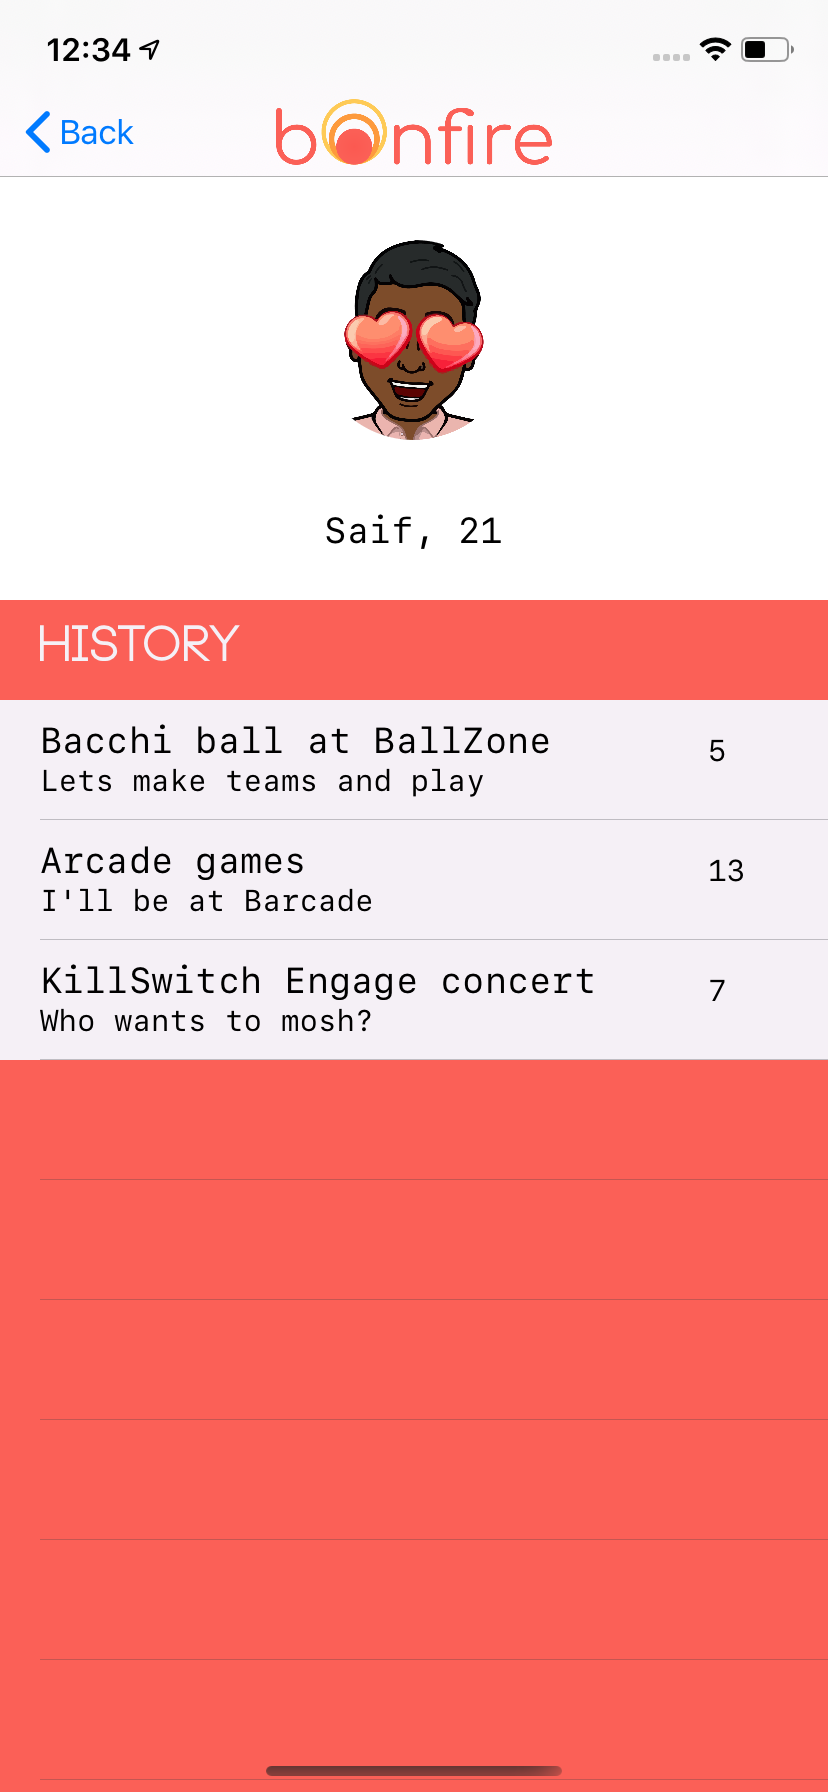 12:34
Back
bonfire
Saif, 21
HISTORY
Bacchi ball at BallZone
5
Lets make teams and play
Arcade games
13
I'll be at Barcade
KillSwitch Engage concert
7
Who wants to mosh?